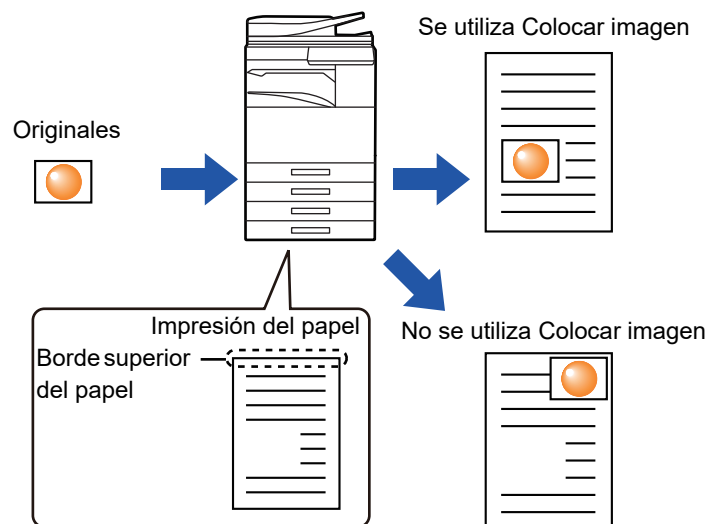 Se utiliza Colocar imagen
Originales
Impresión del papel
Borde superior
del papel
No se utiliza Colocar imagen